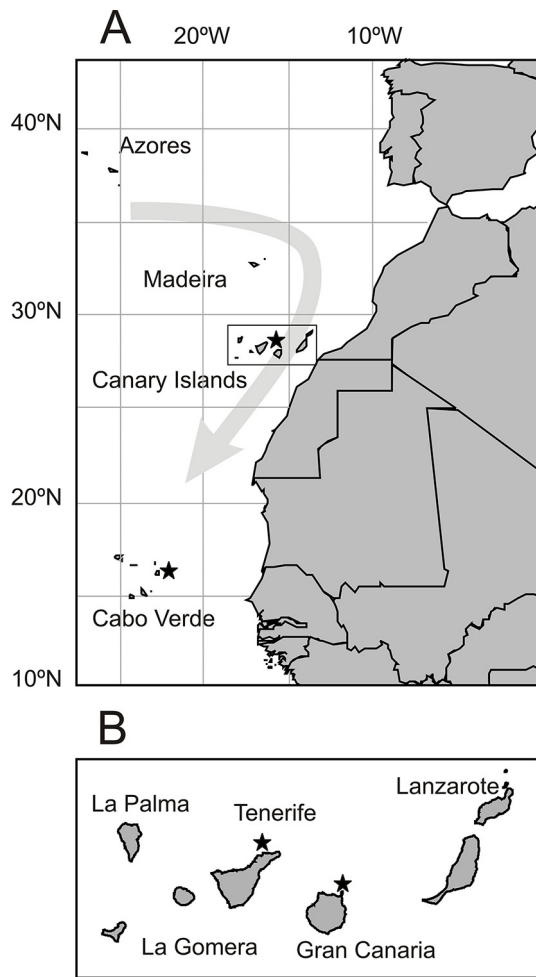 A
20ºW 10ºW
40ºN
Azores
Madeira
30ºN
Canary Islands
20ºN
Cabo Verde
10ºN
B
Lanzarote
La Palma
Tenerife
La Gomera
Gran Canaria